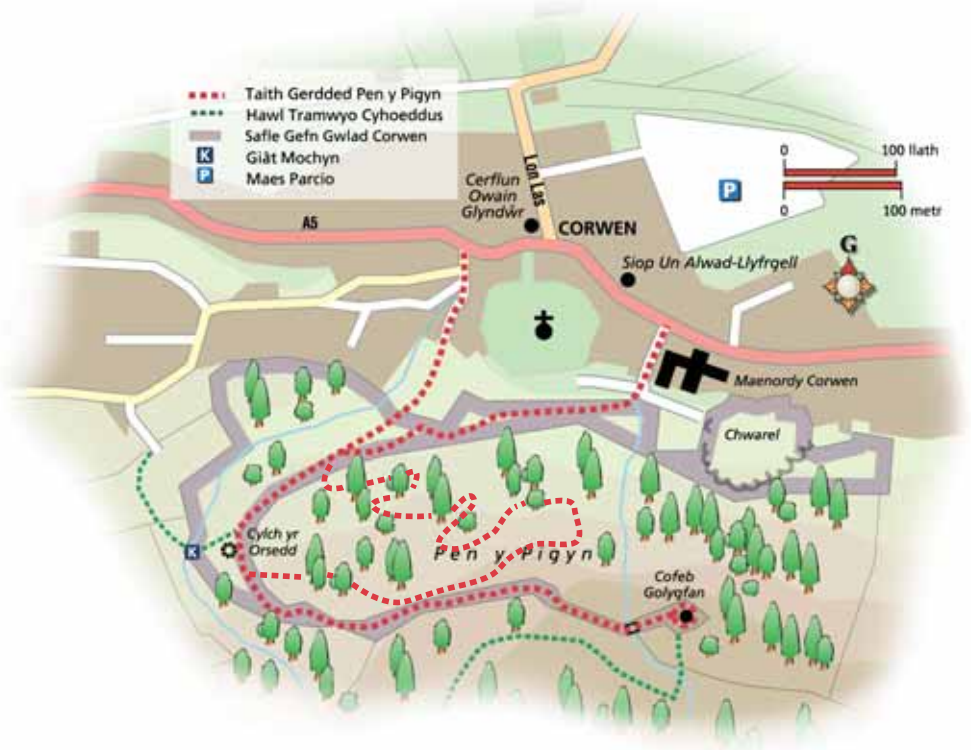 Taith Gerdded Pen y Pigyn
Hawl Tramwyo Cyhoeddus
Safle Gefn Gwlad Corwen
K Giât Mochyn
P Maes Parcio
0 100 llath
0 100 metr
G
P
Lon Las
Cerflun
Owain
Glyndŵr
A5
CORWEN
Siop Un Alwad-Llyfrgell
Maenordy Corwen
Chwarel
Cylch yr
Orsedd
K
Pen y Pigyn
Cofeb
Golygfan